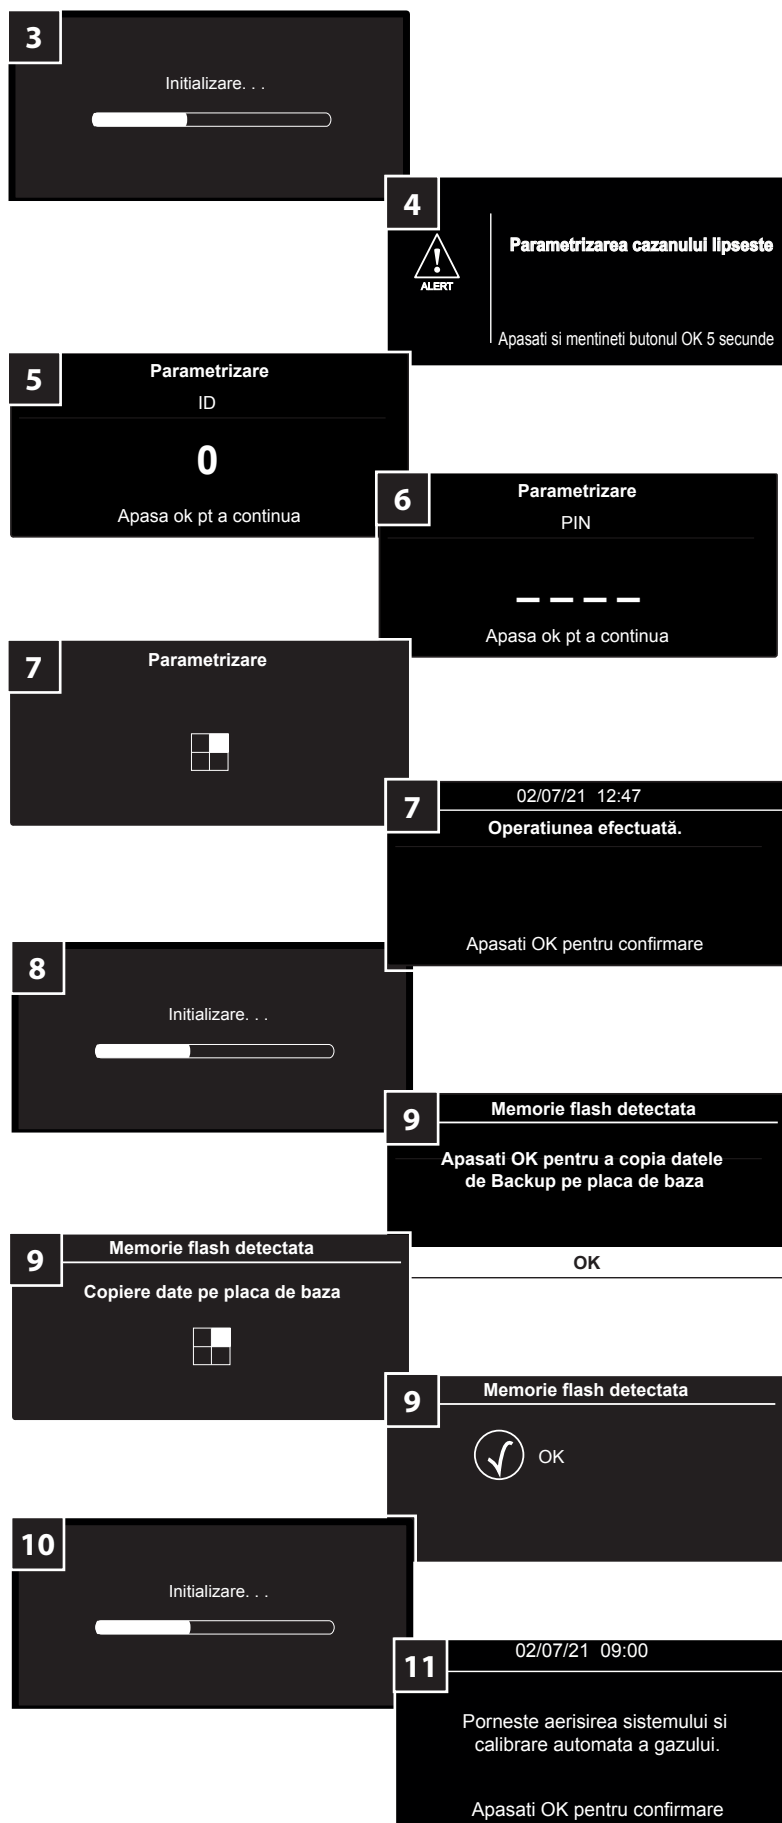 3
Initializare. . .
4
ALERT
Parametrizarea cazanului lipseste
Apasati si mentineti butonul OK 5 secunde
5
Parametrizare
ID
0
Apasa ok pt a continua
6
Parametrizare
PIN
_ _ _ _
Apasa ok pt a continua
7
Parametrizare
7
02/07/21 12:47
Operatiunea efectuată.
Apasati OK pentru confirmare
8
Initializare. . .
9
Memorie flash detectata
Apasati OK pentru a copia datele
de Backup pe placa de baza
OK
9
Memorie flash detectata
Copiere date pe placa de baza
9
Memorie flash detectata
OK
10
Initializare. . .
11
02/07/21 09:00
Porneste aerisirea sistemului si
calibrare automata a gazului.
Apasati OK pentru confirmare